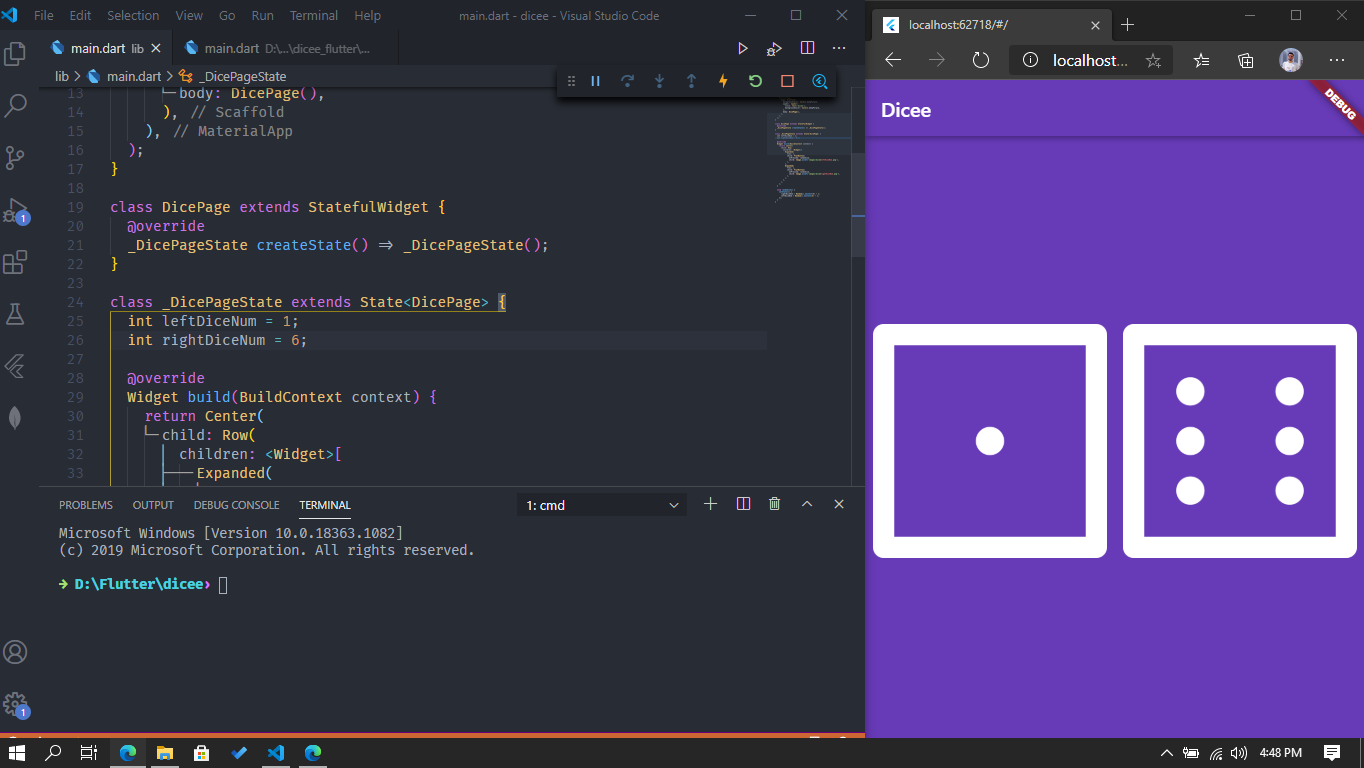 File Edit Selection View Go Run Terminal Help main.dart - dicee - Visual Studio Code
main.dart lib main.dart D:\...\dicee_flutter\...
lib > main.dart > _DicePageState
13 body: DicePage(),
14 ), // Scaffold
15 ), // MaterialApp
16 );
17 }
18
19 class DicePage extends StatefulWidget {
20 @override
21 _DicePageState createState() => _DicePageState();
22 }
23
24 class _DicePageState extends State<DicePage> {
25 int leftDiceNum = 1;
26 int rightDiceNum = 6;
27
28 @override
29 Widget build(BuildContext context) {
30 return Center(
31 child: Row(
32 children: <Widget>[
33 Expanded(
1
1
PROBLEMS OUTPUT DEBUG CONSOLE TERMINAL 1: cmd
Microsoft Windows [Version 10.0.18363.1082]
(c) 2019 Microsoft Corporation. All rights reserved.
→ D:\Flutter\dicee›
localhost:62718/#/
localhost...
Dicee
DEBUG
4:48 PM